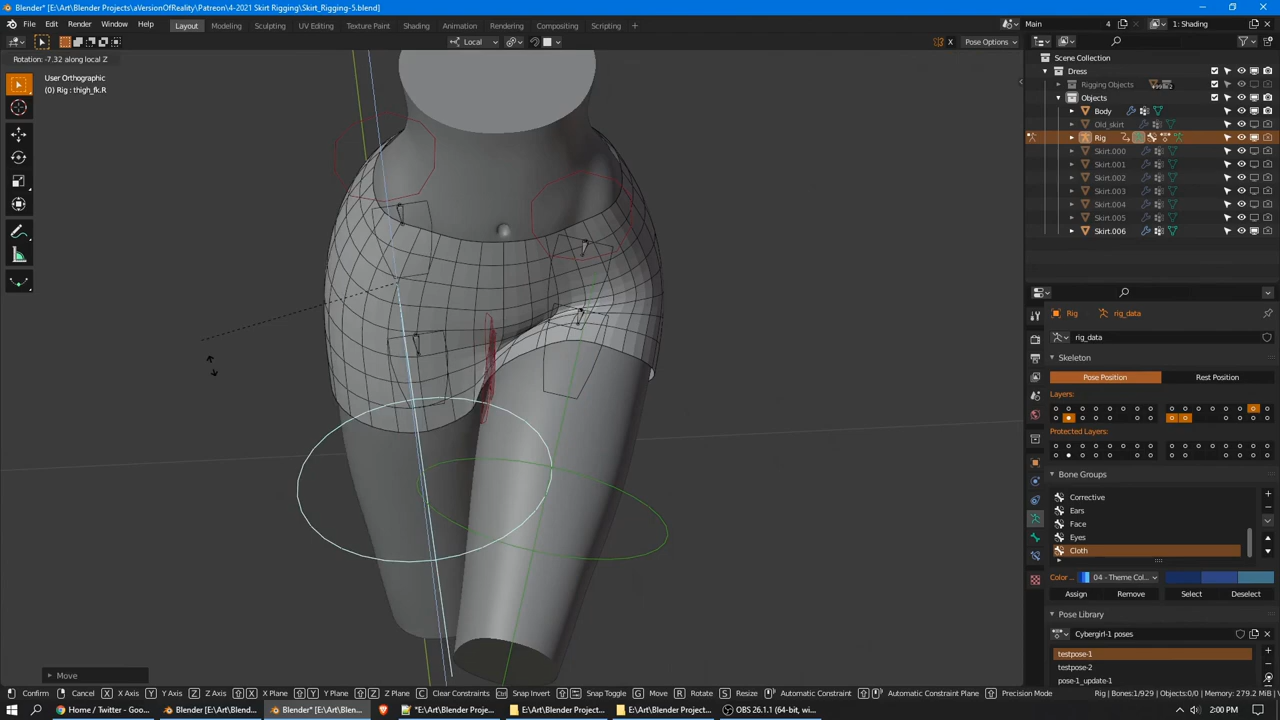 Blender* [E:\Art\Blender Projects\aVersionOfReality\Patreon\4-2021 Skirt Rigging\Skirt_Rigging-5.blend]
File Edit Render Window Help Layout Modeling Sculpting UV Editing Texture Paint Shading Animation Rendering Compositing Scripting Main 4 1: Shading
Local X Pose Options
Rotation: -7.32 along local Z
User Orthographic
(0) Rig : thigh_fk.R
Scene Collection
Dress
Rigging Objects
Objects
Body
Old_skirt
Rig
Skirt.000
Skirt.001
Skirt.002
Skirt.003
Skirt.004
Skirt.005
Skirt.006
Rig rig_data
rig_data
Skeleton
Pose Position Rest Position
Layers:
Protected Layers:
Bone Groups
Corrective
Ears
Face
Eyes
Cloth
Color ... 04 - Theme Col...
Assign Remove Select Deselect
Pose Library
Cybergirl-1 poses
testpose-1
testpose-2
pose_1_update-1
Move
Confirm Cancel X X Axis Y Y Axis Z Z Axis X X Plane Y Y Plane Z Z Plane C Clear Constraints Ctrl Snap Invert Snap Toggle G Move R Rotate S Resize Automatic Constraint Automatic Constraint Plane Precision Mode Rig | Bones:1/929 | Objects:0/0 | Memory: 279.2 MiB
Home / Twitter - Goo... Blender* [E:\Art\Blend... Blender* [E:\Art\Blen... *E:\Art\Blender Proje... E:\Art\Blender Project... E:\Art\Blender Project... OBS 26.1.1 (64-bit, wi... 2:00 PM